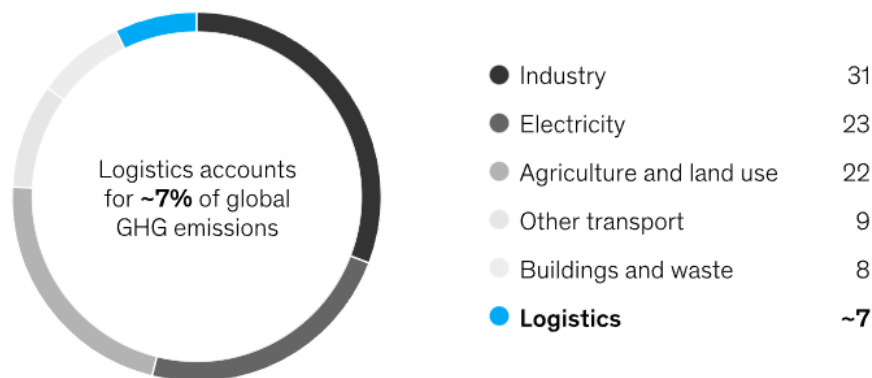 Logistics accounts
for ~7% of global
GHG emissions
Industry 31
Electricity 23
Agriculture and land use 22
Other transport 9
Buildings and waste 8
Logistics ~7